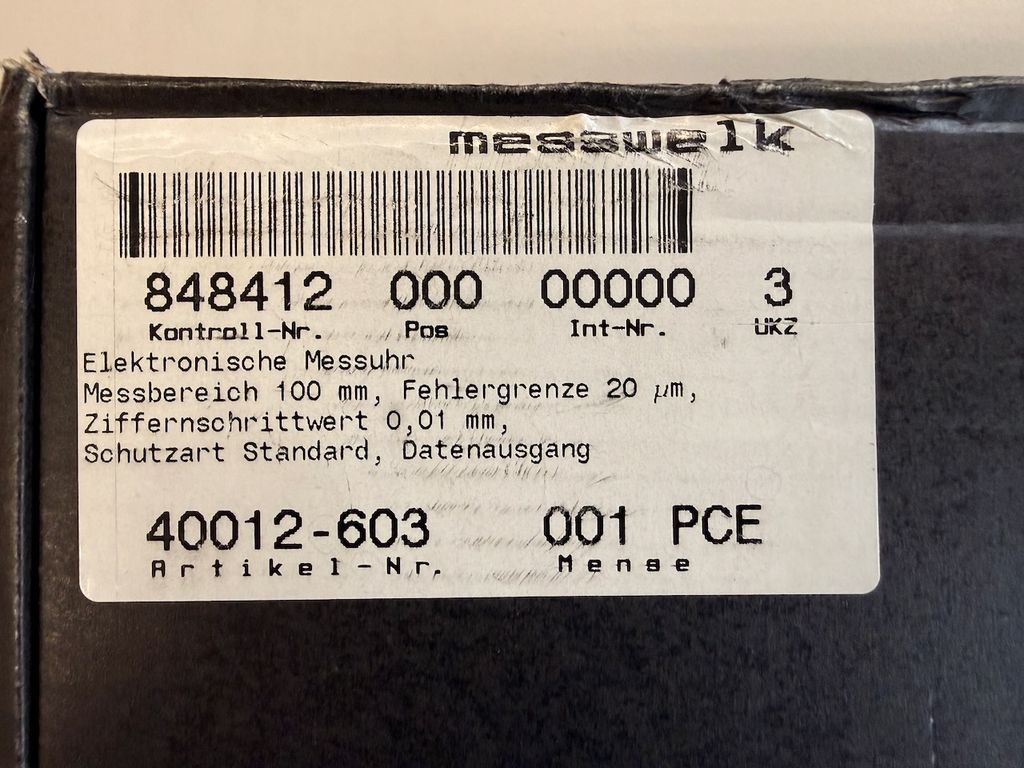 messwelk
848412 000 00000 3
Kontroll-Nr. Pos Int-Nr. UKZ
Elektronische Messuhr
Messbereich 100 mm, Fehlergrenze 20 µm,
Ziffernschrittwert 0,01 mm,
Schutzart Standard, Datenausgang
40012-603 001 PCE
Artikel-Nr. Menge